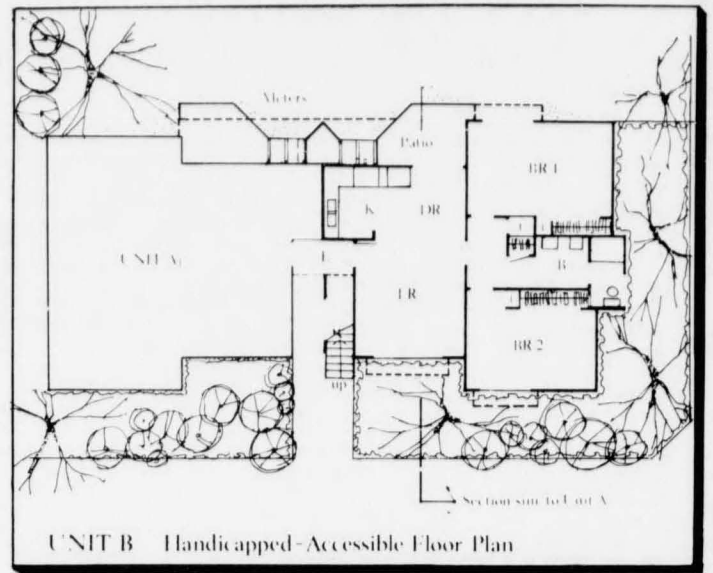 Meters
Patio
BR 1
K
DR
UNIT A
B
LR
BR 2
up
Section sim to Unit A
UNIT B Handicapped-Accessible Floor Plan